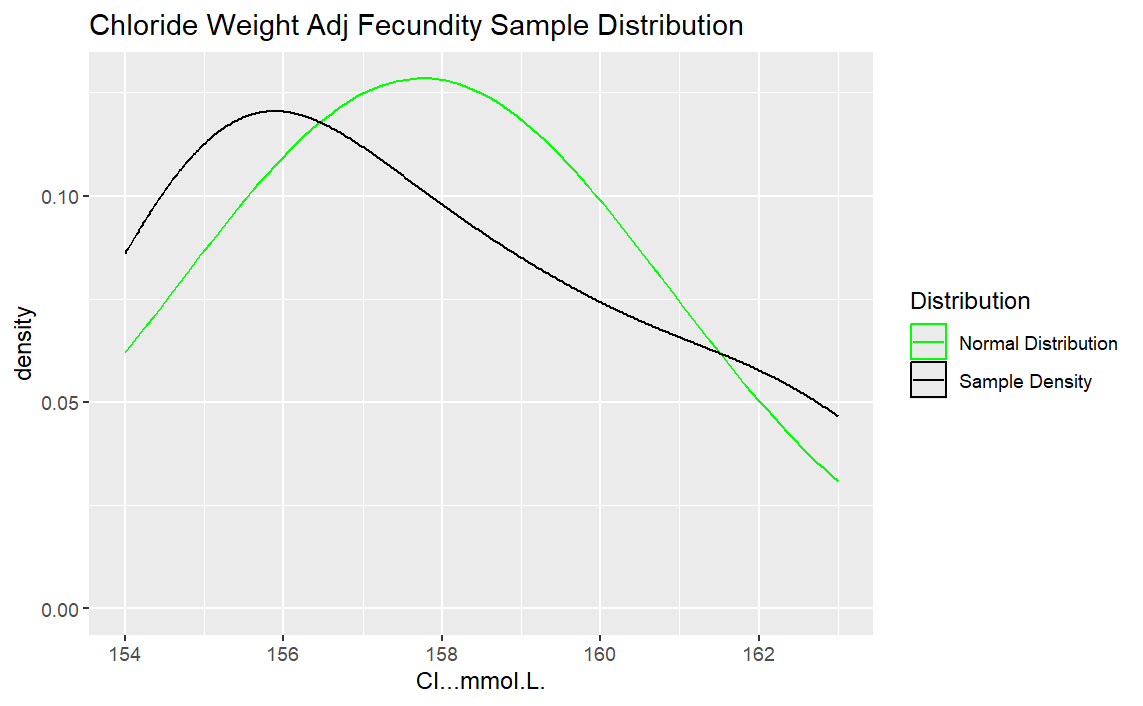 Chloride Weight Adj Fecundity Sample Distribution
density
0.10
0.05
0.00
154 156 158 160 162
Cl...mmol.L.
Distribution
Normal Distribution
Sample Density